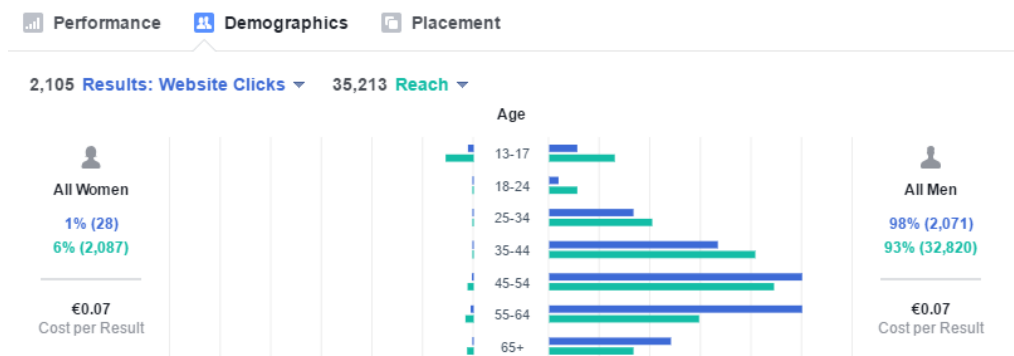 Performance Demographics Placement
2,105 Results: Website Clicks 35,213 Reach
Age
13-17
18-24
25-34
35-44
45-54
55-64
65+
All Women
1% (28)
6% (2,087)
€0.07
Cost per Result
All Men
98% (2,071)
93% (32,820)
€0.07
Cost per Result